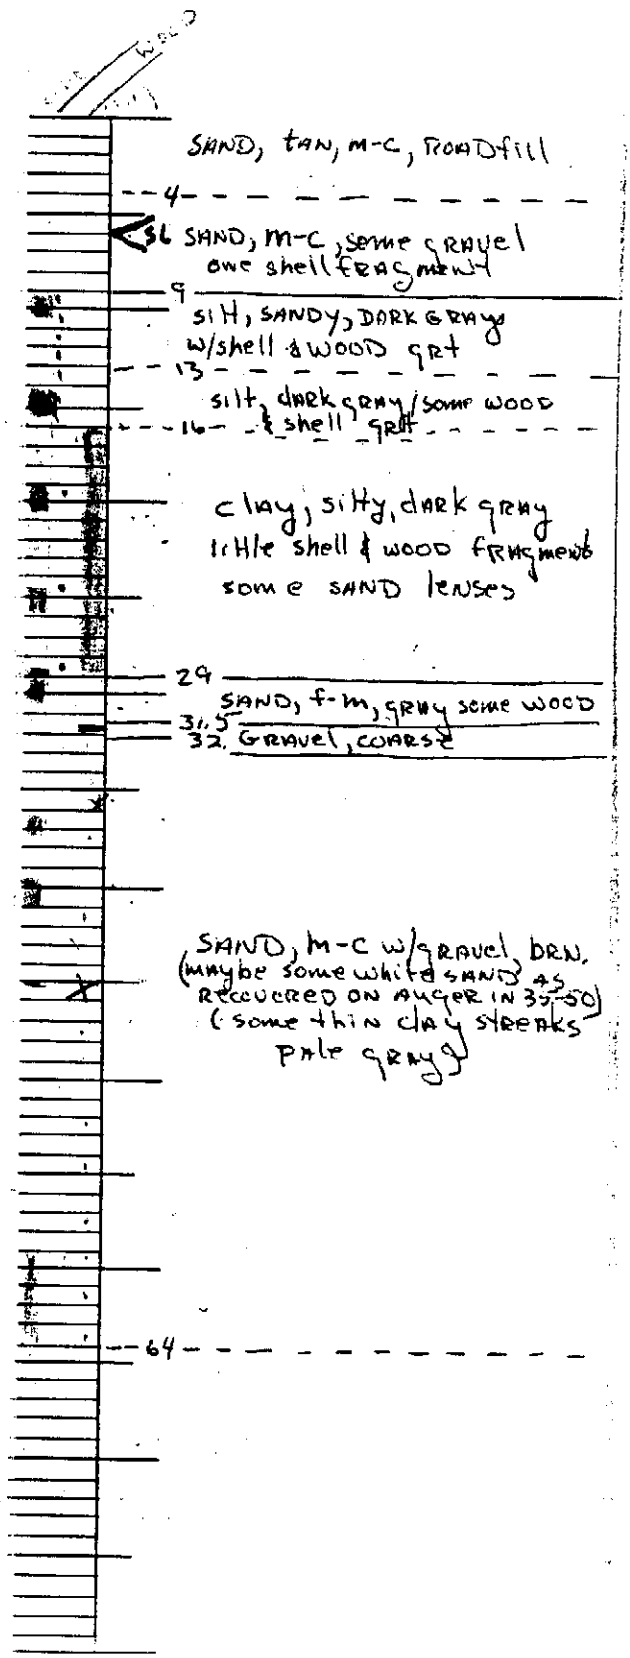 WOOD
SAND, tAN, m-c, ROADfill
4
SAND, m-c, some gRAVel
one shell fRAgment
9
silt, SANDY, DARK GRAY
w/shell & WOOD
13
silt, dARK gRAY/some WOOD
16 & shell
clAY, silty, dARK gRAY
little shell & WOOD fRAgments
some SAND lenses
29
SAND, f-m, gRAY some WOOD
31.5
32. GRAVel, COARSE
SAND, m-c w/gRAVel, bRN.
(mAYbe some white SAND AS
RECOVERED ON AUGER IN 35-50)
(some thin clAY STREAKS
pAle gRAY)
64